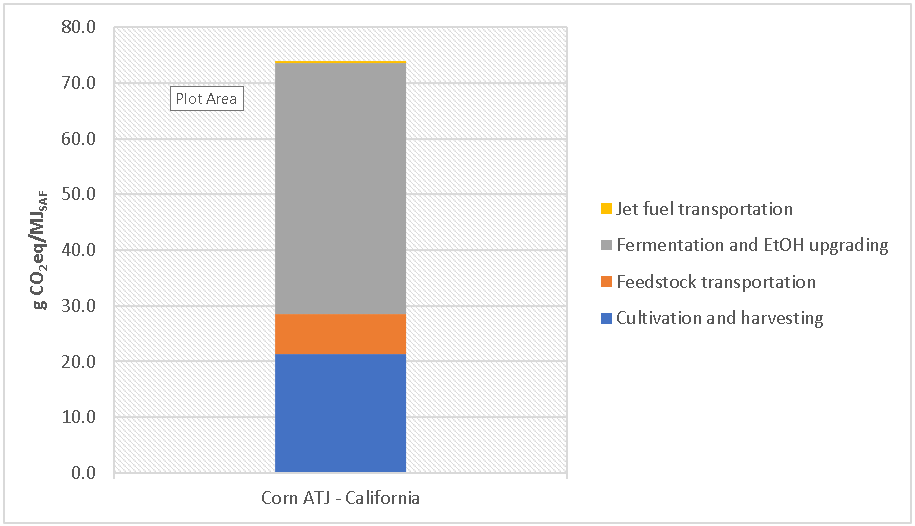 80.0
70.0
60.0
50.0
40.0
30.0
20.0
10.0
0.0
g CO₂eq/MJSAF
Plot Area
Corn ATJ - California
Jet fuel transportation
Fermentation and EtOH upgrading
Feedstock transportation
Cultivation and harvesting